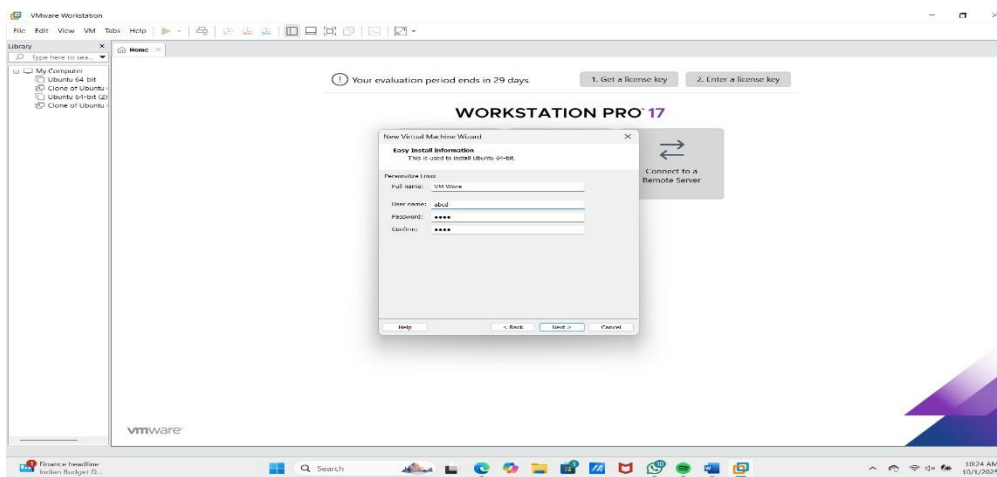 VMware Workstation
File Edit View VM Tabs Help
Library
Type here to sea...
Home
My Computer
Ubuntu 64 bit
Clone of Ubuntu
Ubuntu 64-bit (2)
Clone of Ubuntu
Your evaluation period ends in 29 days.
1. Get a license key
2. Enter a license key
WORKSTATION PRO 17
New Virtual Machine Wizard
Easy Install Information
This is used to install Ubuntu 64-bit.
Personalize Linux
Full name: VM Ware
User name: abcd
Password: ••••
Confirm: ••••
Help
< Back
Next >
Cancel
Connect to a
Remote Server
vmware
Finance headline
Indian Budget D...
Search
10:24 AM